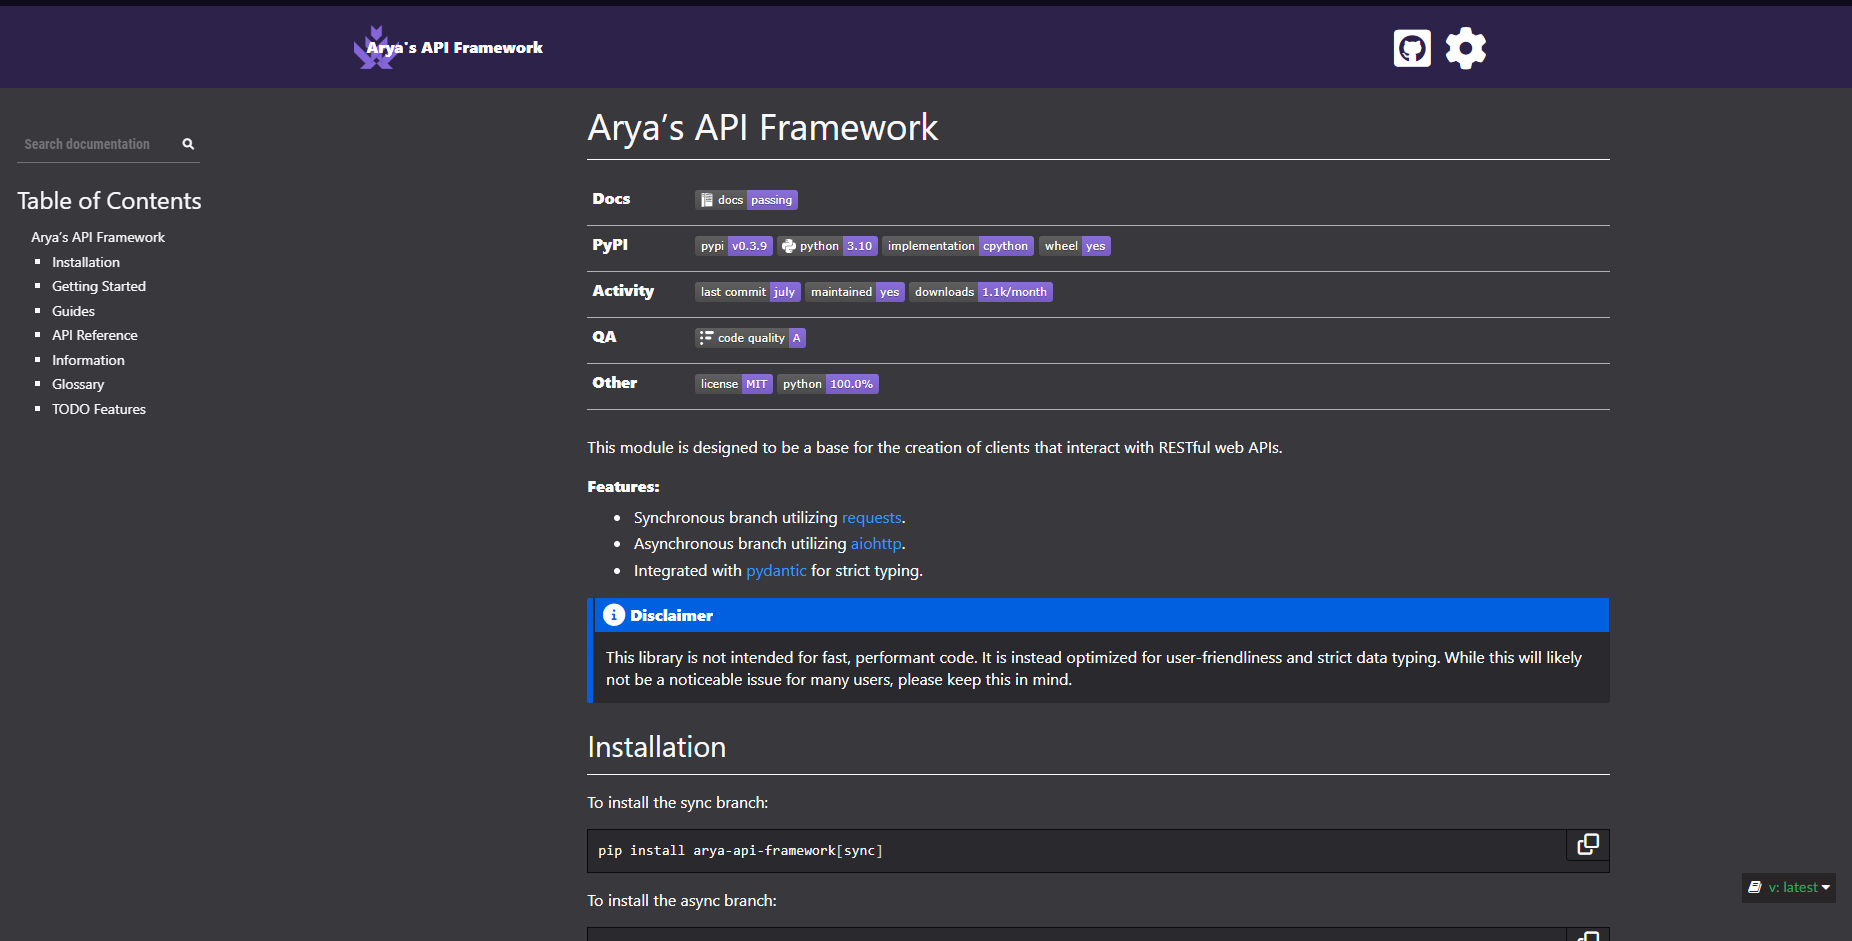 Arya's API Framework
Search documentation
Table of Contents
Arya's API Framework
Installation
Getting Started
Guides
API Reference
Information
Glossary
TODO Features
Arya's API Framework
Docs docs passing
PyPI pypi v0.3.9 python 3.10 implementation cpython wheel yes
Activity last commit july maintained yes downloads 1.1k/month
QA code quality A
Other license MIT python 100.0%
This module is designed to be a base for the creation of clients that interact with RESTful web APIs.
Features:
Synchronous branch utilizing requests.
Asynchronous branch utilizing aiohttp.
Integrated with pydantic for strict typing.
Disclaimer
This library is not intended for fast, performant code. It is instead optimized for user-friendliness and strict data typing. While this will likely
not be a noticeable issue for many users, please keep this in mind.
Installation
To install the sync branch:
pip install arya-api-framework[sync]
To install the async branch:
v: latest